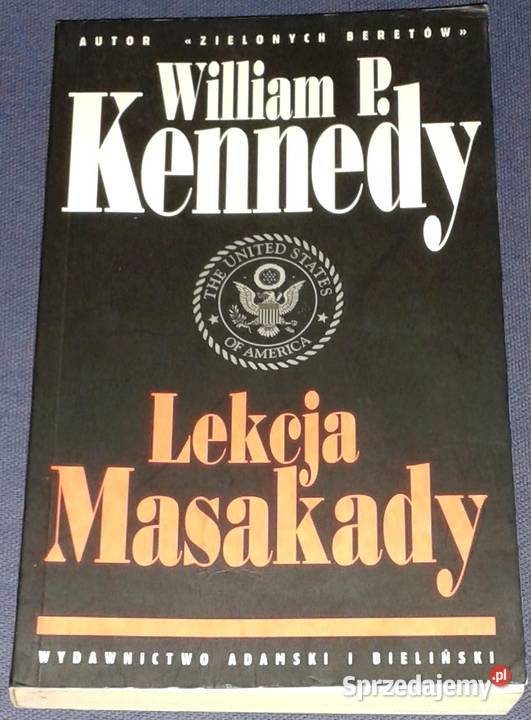 AUTOR «ZIELONYCH BERETÓW»
William P.
Kennedy
THE UNITED STATES
OF AMERICA
Lekcja
Masakady
WYDAWNICTWO ADAMSKI I BIELIŃSKI
Sprzedajemy.pl